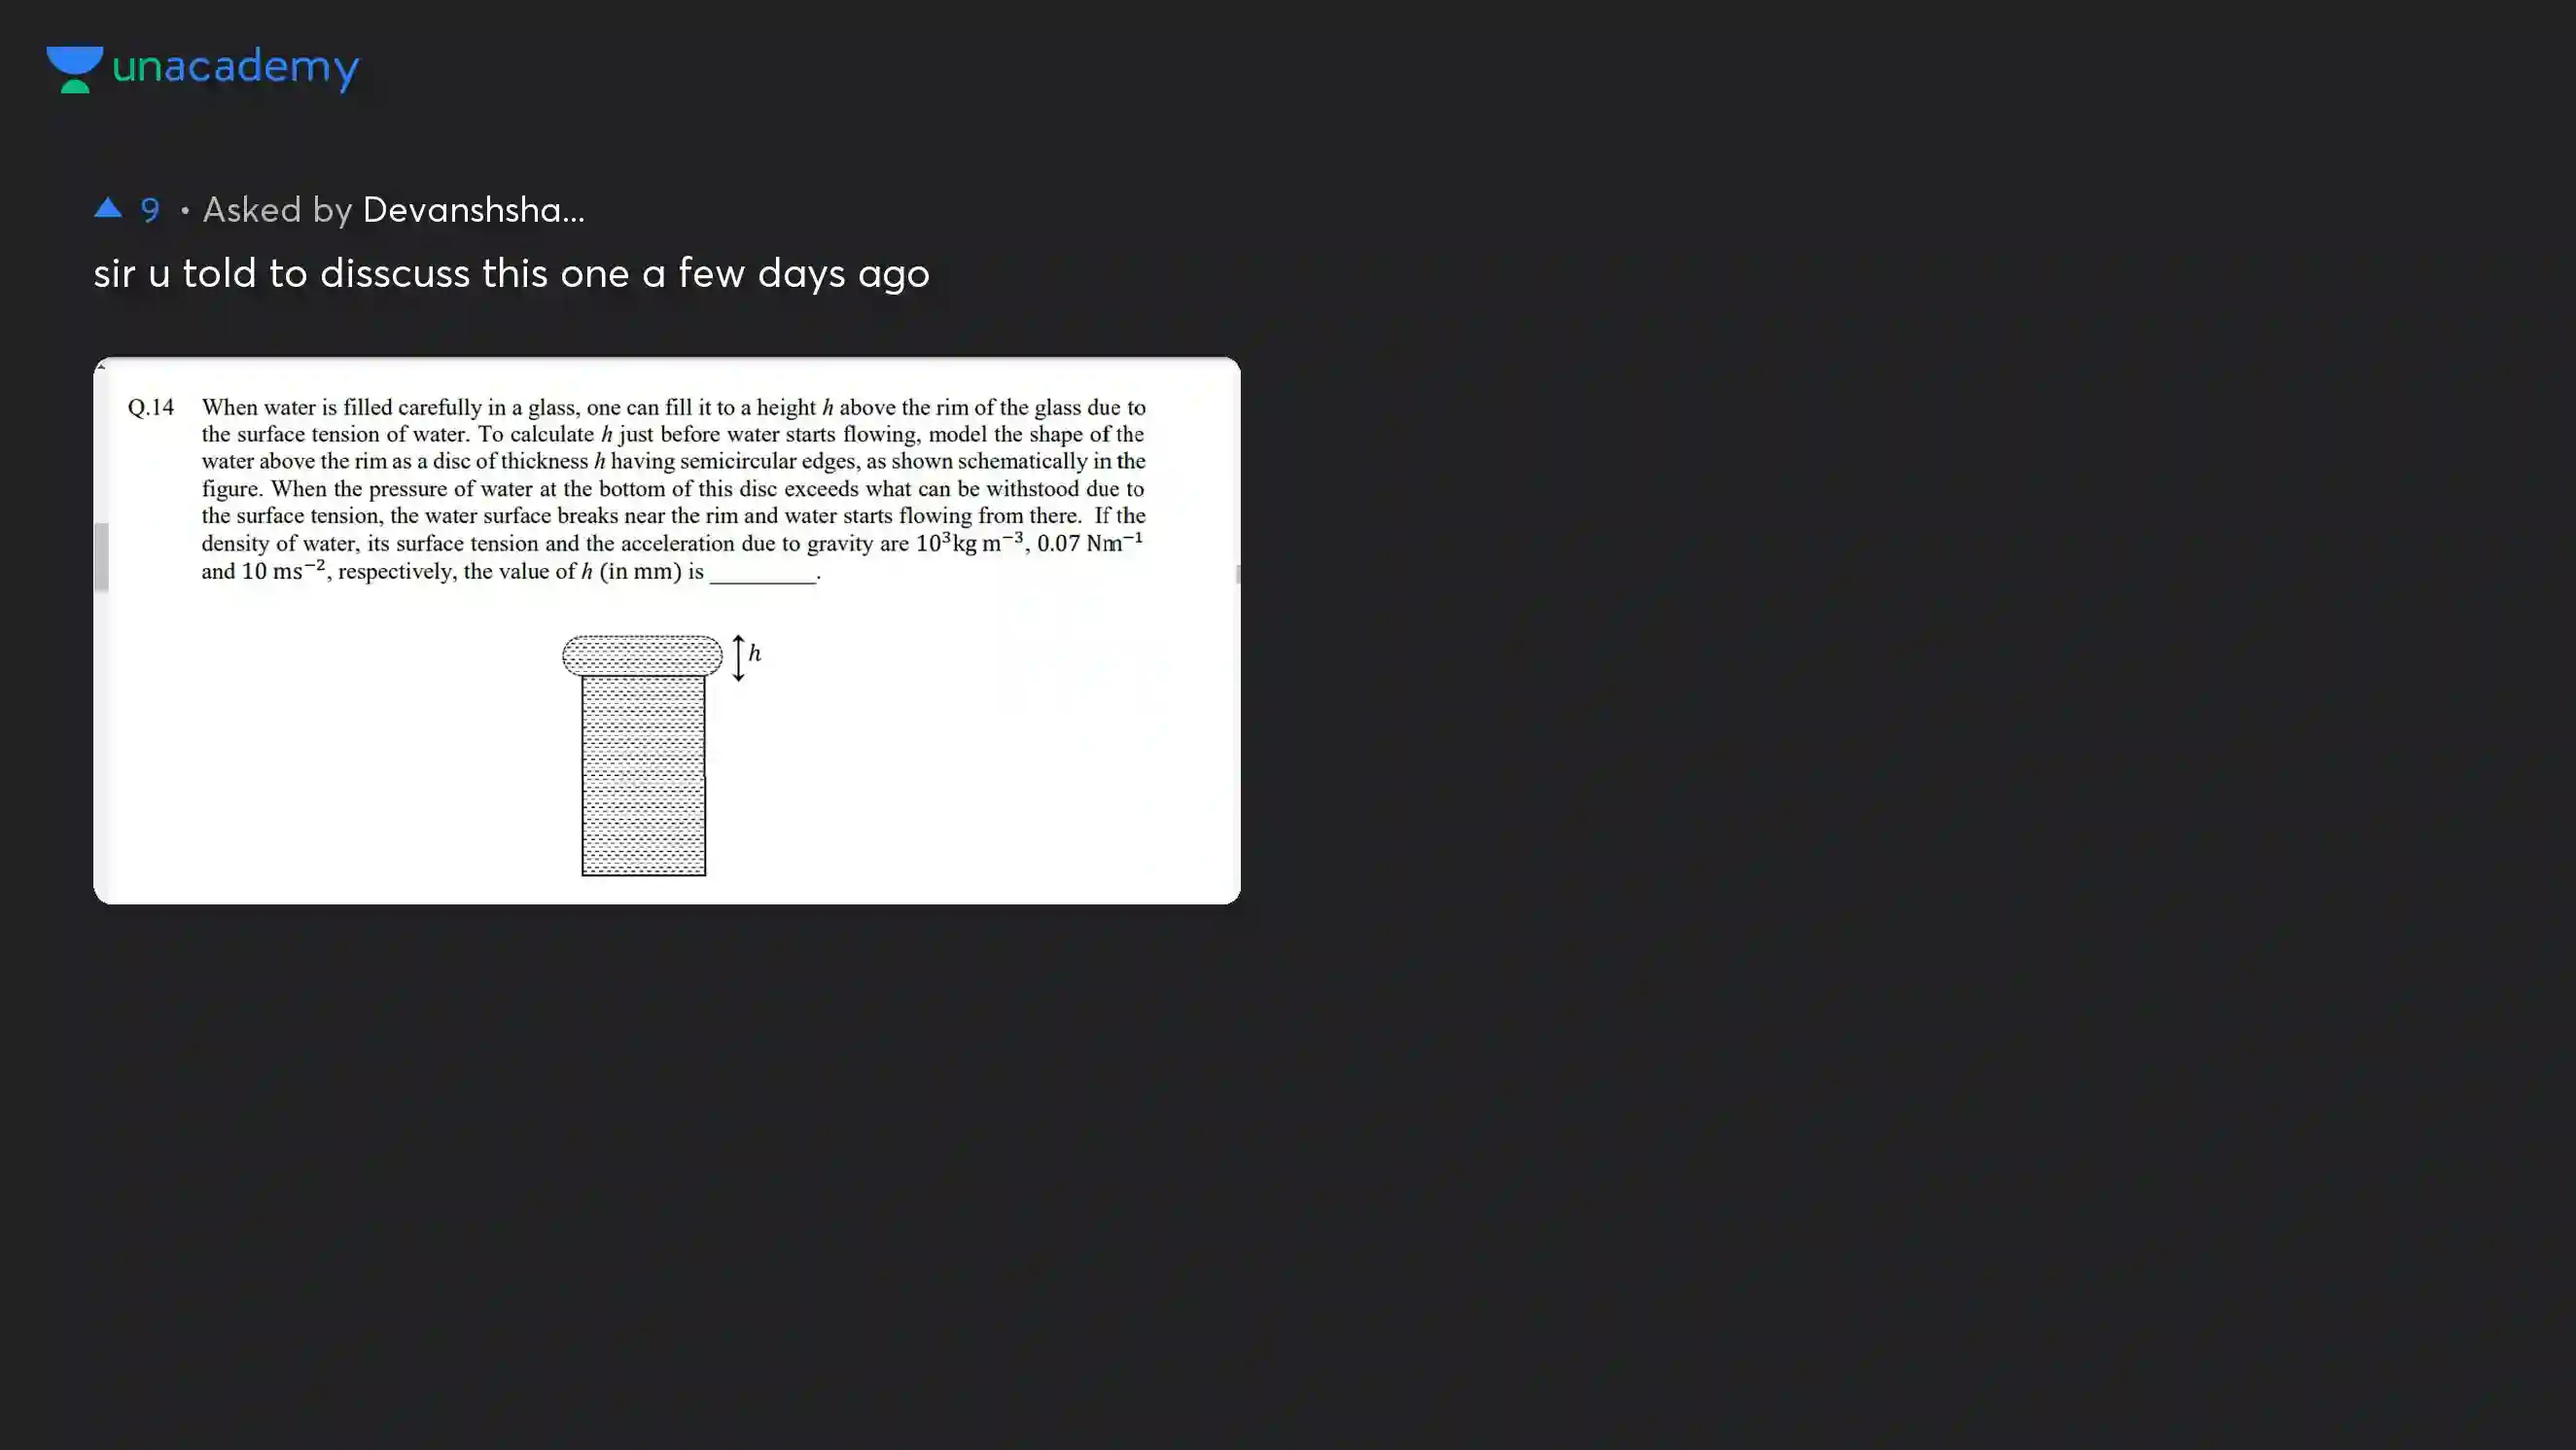 unacademy
9 • Asked by Devanshsha...
sir u told to disscuss this one a few days ago
Q.14 When water is filled carefully in a glass, one can fill it to a height h above the rim of the glass due to
the surface tension of water. To calculate h just before water starts flowing, model the shape of the
water above the rim as a disc of thickness h having semicircular edges, as shown schematically in the
figure. When the pressure of water at the bottom of this disc exceeds what can be withstood due to
the surface tension, the water surface breaks near the rim and water starts flowing from there. If the
density of water, its surface tension and the acceleration due to gravity are 10³kg m⁻³, 0.07 Nm⁻¹
and 10 ms⁻², respectively, the value of h (in mm) is _________.
h